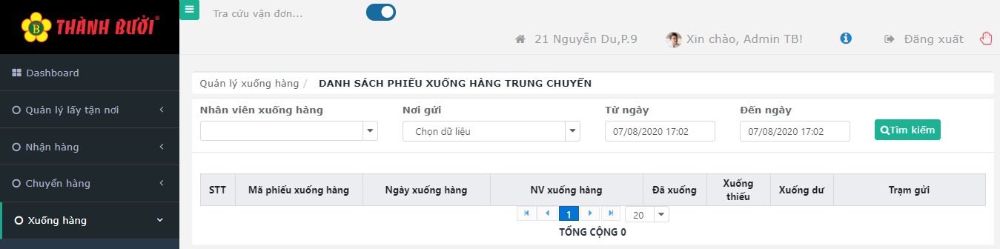 THÀNH BƯỞI®
Tra cứu vận đơn...
21 Nguyễn Du,P.9
Xin chào, Admin TB!
Đăng xuất
Dashboard
Quản lý lấy tận nơi
Nhận hàng
Chuyển hàng
Xuống hàng
Quản lý xuống hàng / DANH SÁCH PHIẾU XUỐNG HÀNG TRUNG CHUYỂN
Nhân viên xuống hàng
Nơi gửi
Chọn dữ liệu
Từ ngày
07/08/2020 17:02
Đến ngày
07/08/2020 17:02
Tìm kiếm
STT
Mã phiếu xuống hàng
Ngày xuống hàng
NV xuống hàng
Đã xuống
Xuống
thiếu
Xuống dư
Trạm gửi
1
20
TỔNG CỘNG 0